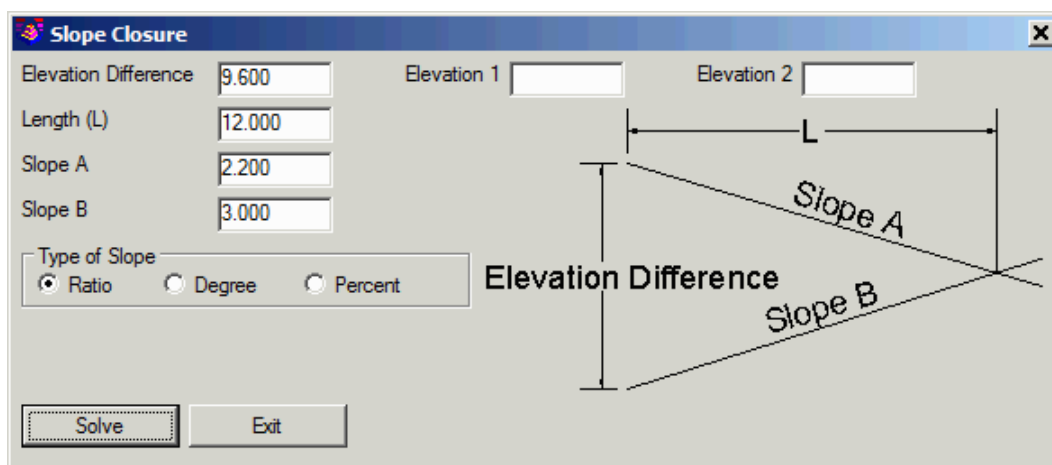 Slope Closure
Elevation Difference 9.600 Elevation 1 Elevation 2
Length (L) 12.000
Slope A 2.200
Slope B 3.000
Type of Slope
Ratio Degree Percent
Solve Exit
L
Slope A
Elevation Difference
Slope B